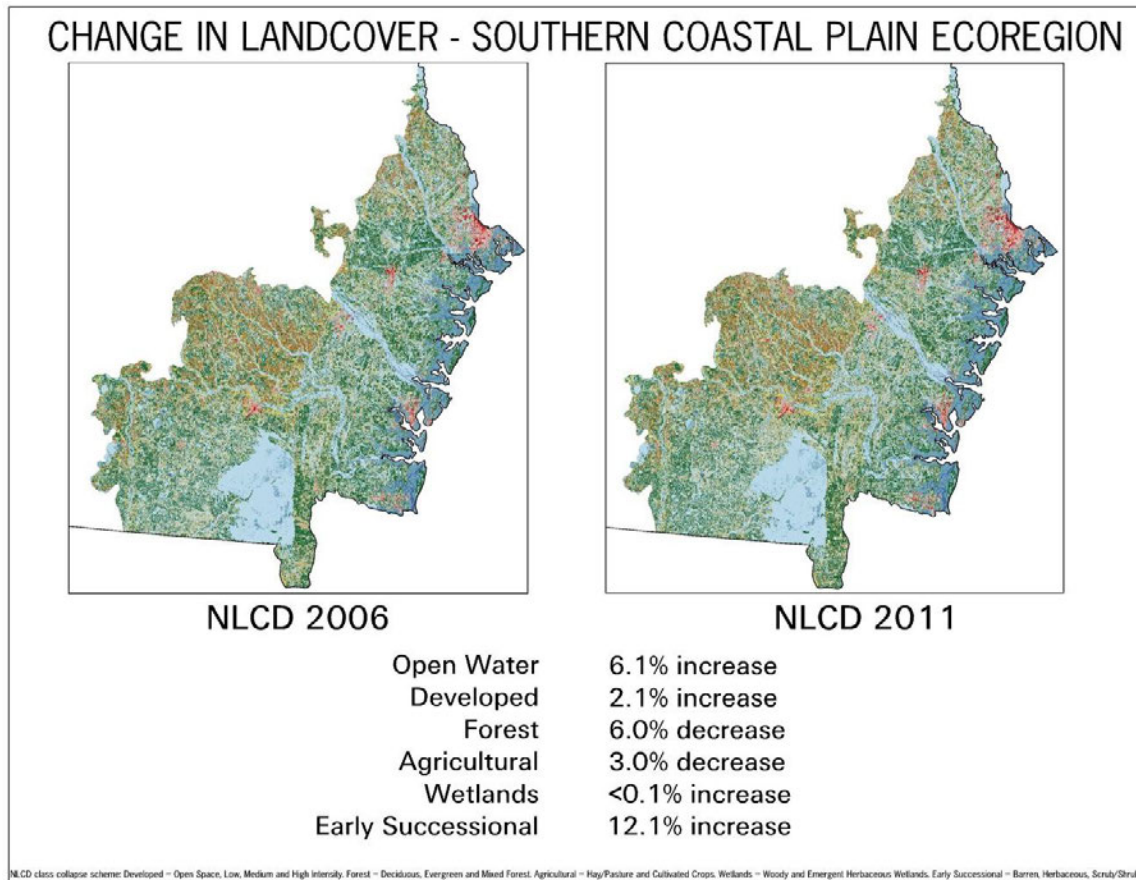 CHANGE IN LANDCOVER - SOUTHERN COASTAL PLAIN ECOREGION
NLCD 2006 NLCD 2011
Open Water 6.1% increase
Developed 2.1% increase
Forest 6.0% decrease
Agricultural 3.0% decrease
Wetlands <0.1% increase
Early Successional 12.1% increase
NLCD class collapse scheme: Developed – Open Space, Low, Medium and High Intensity. Forest – Deciduous, Evergreen and Mixed Forest. Agricultural – Hay/Pasture and Cultivated Crops. Wetlands – Woody and Emergent Herbaceous Wetlands. Early Successional – Barren, Herbaceous, Scrub/Shru